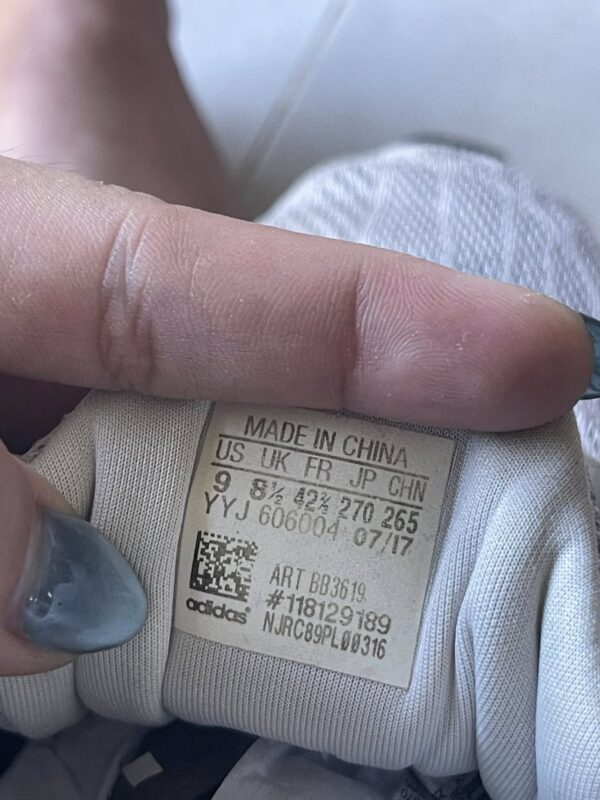 MADE IN CHINA
US UK FR JP CHN
9 8½ 42⅔ 270 265
YYJ 606004 07/17
ART BB3619
#118129189
adidas
NJRC89PL00316